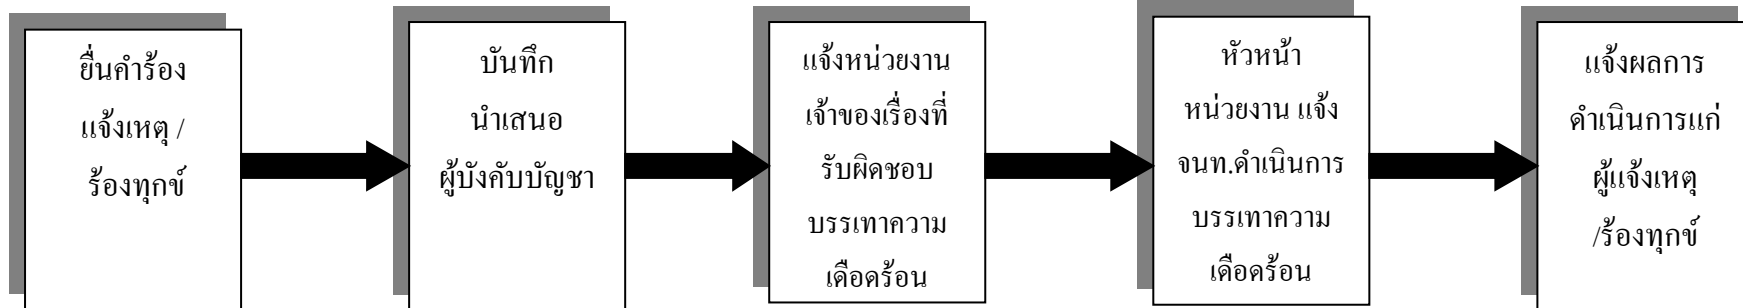 ยื่นคำร้อง
แจ้งเหตุ /
ร้องทุกข์
บันทึก
นำเสนอ
ผู้บังคับบัญชา
แจ้งหน่วยงาน
เจ้าของเรื่องที่
รับผิดชอบ
บรรเทาความ
เดือดร้อน
หัวหน้า
หน่วยงาน แจ้ง
จนท.ดำเนินการ
บรรเทาความ
เดือดร้อน
แจ้งผลการ
ดำเนินการแก่
ผู้แจ้งเหตุ
/ร้องทุกข์